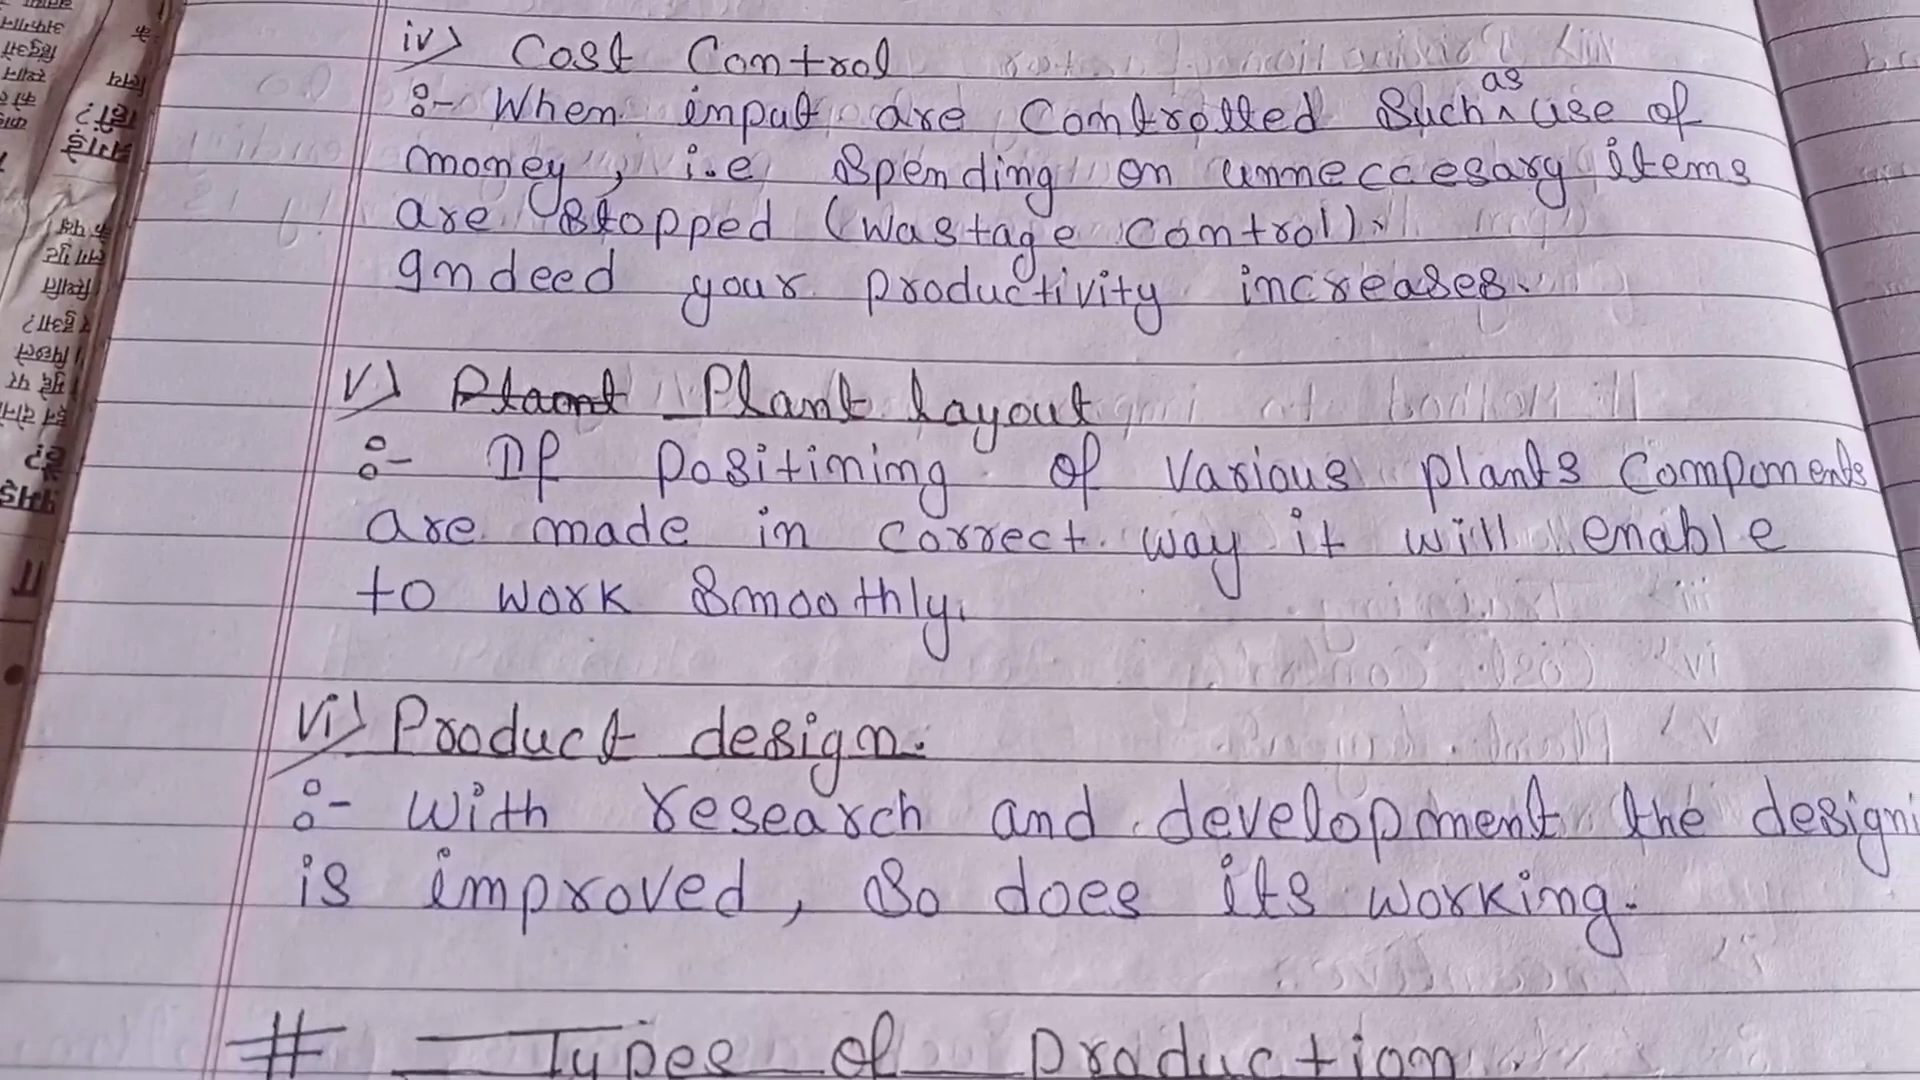 iv> Cost Control
:- When input are Controlled Such as use of
money, i.e Spending on unneccesary items
are Stopped (Wastage Control).
Indeed your productivity increases.
v> Plant Layout
:- If Positining of Various plants Components
are made in correct way it will enable
to work Smoothly.
vi> Product design.
:- With research and development the design
is improved, So does its working.
# Types of Production